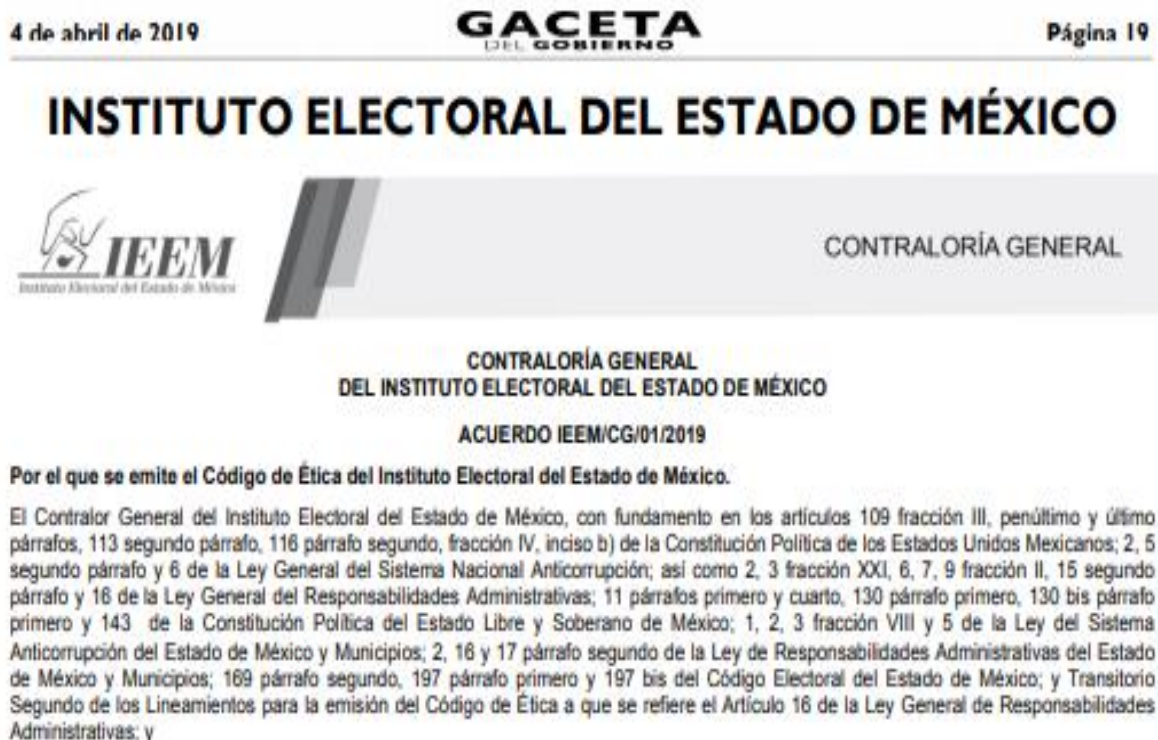 4 de abril de 2019 GACETA Página 19
DEL GOBIERNO
INSTITUTO ELECTORAL DEL ESTADO DE MÉXICO
IEEM
Instituto Electoral del Estado de México
CONTRALORÍA GENERAL
CONTRALORÍA GENERAL
DEL INSTITUTO ELECTORAL DEL ESTADO DE MÉXICO
ACUERDO IEEM/CG/01/2019
Por el que se emite el Código de Ética del Instituto Electoral del Estado de México.
El Contralor General del Instituto Electoral del Estado de México, con fundamento en los artículos 109 fracción III, penúltimo y último
párrafos, 113 segundo párrafo, 116 párrafo segundo, fracción IV, inciso b) de la Constitución Política de los Estados Unidos Mexicanos; 2, 5
segundo párrafo y 6 de la Ley General del Sistema Nacional Anticorrupción; así como 2, 3 fracción XXI, 6, 7, 9 fracción II, 15 segundo
párrafo y 16 de la Ley General del Responsabilidades Administrativas; 11 párrafos primero y cuarto, 130 párrafo primero, 130 bis párrafo
primero y 143 de la Constitución Política del Estado Libre y Soberano de México; 1, 2, 3 fracción VIII y 5 de la Ley del Sistema
Anticorrupción del Estado de México y Municipios; 2, 16 y 17 párrafo segundo de la Ley de Responsabilidades Administrativas del Estado
de México y Municipios; 169 párrafo segundo, 197 párrafo primero y 197 bis del Código Electoral del Estado de México; y Transitorio
Segundo de los Lineamientos para la emisión del Código de Ética a que se refiere el Artículo 16 de la Ley General de Responsabilidades
Administrativas; y